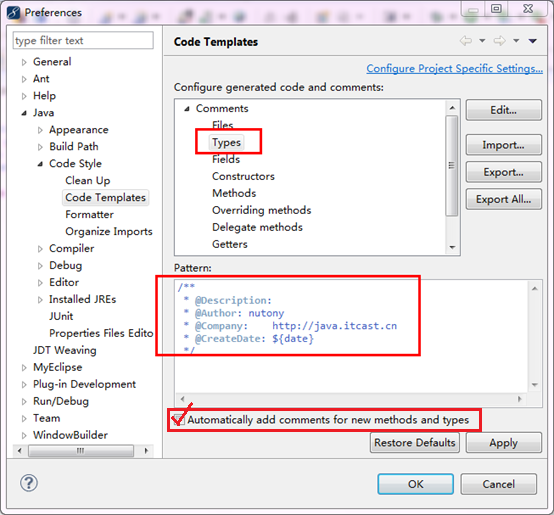 Preferences
type filter text
General
Ant
Help
Java
Appearance
Build Path
Code Style
Clean Up
Code Templates
Formatter
Organize Imports
Compiler
Debug
Editor
Installed JREs
JUnit
Properties Files Edito
JDT Weaving
MyEclipse
Plug-in Development
Run/Debug
Team
WindowBuilder
Code Templates
Configure Project Specific Settings...
Configure generated code and comments:
Comments
Files
Types
Fields
Constructors
Methods
Overriding methods
Delegate methods
Getters
Edit...
Import...
Export...
Export All...
Pattern:
/**
* @Description:
* @Author: nutony
* @Company:    http://java.itcast.cn
* @CreateDate: ${date}
*/
Automatically add comments for new methods and types
Restore Defaults
Apply
OK
Cancel